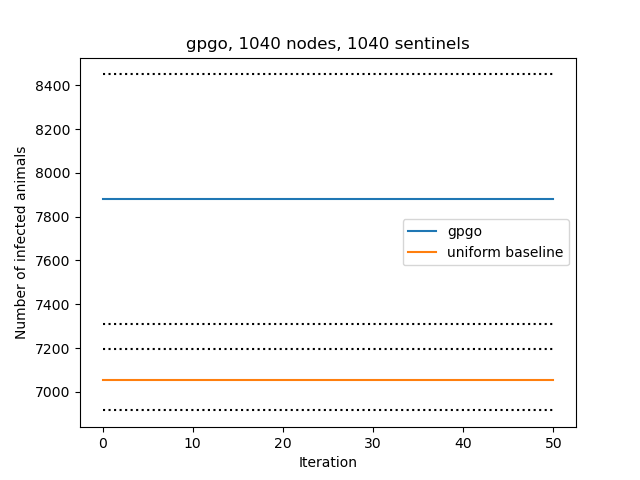 gpgo, 1040 nodes, 1040 sentinels
Number of infected animals
8400
8200
8000
7800
7600
7400
7200
7000
gpgo
uniform baseline
0 10 20 30 40 50
Iteration